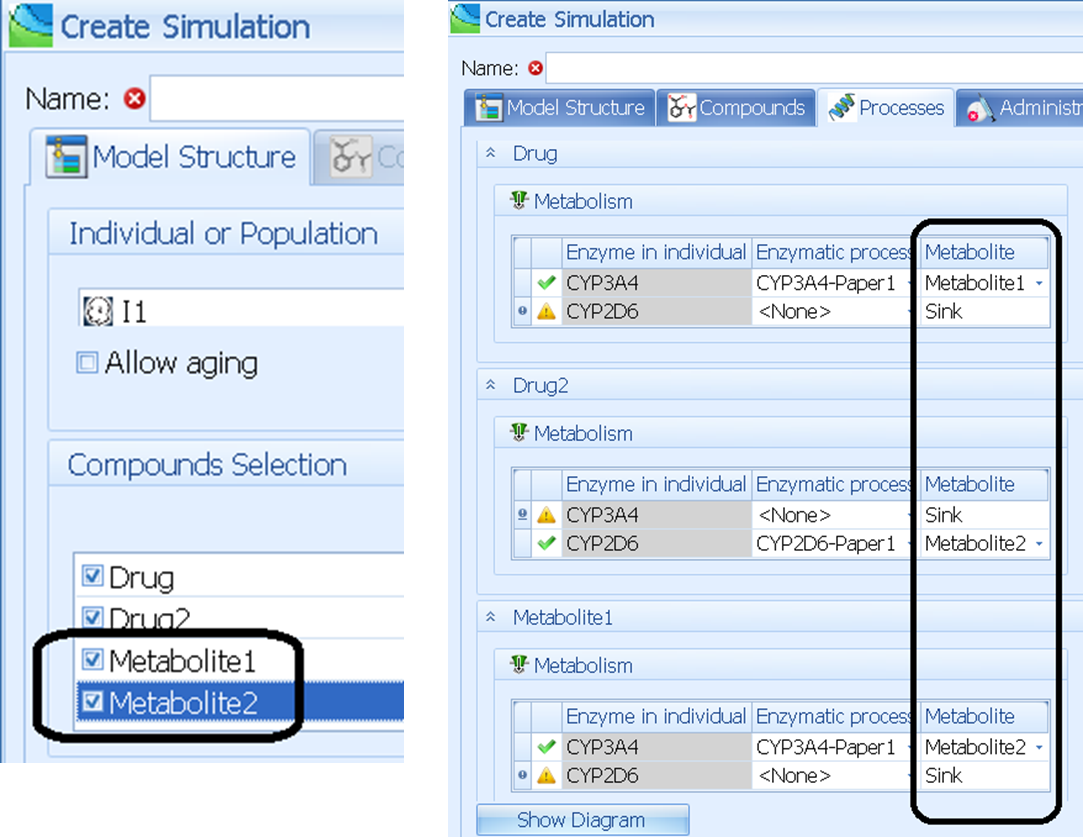 Create Simulation
Name:
Model Structure
Individual or Population
I1
Allow aging
Compounds Selection
Drug
Drug2
Metabolite1
Metabolite2
Create Simulation
Name:
Model Structure Compounds Processes Administr
Drug
Metabolism
Enzyme in individual Enzymatic process Metabolite
CYP3A4 CYP3A4-Paper1 Metabolite1
CYP2D6 <None> Sink
Drug2
Metabolism
Enzyme in individual Enzymatic process Metabolite
CYP3A4 <None> Sink
CYP2D6 CYP2D6-Paper1 Metabolite2
Metabolite1
Metabolism
Enzyme in individual Enzymatic process Metabolite
CYP3A4 CYP3A4-Paper1 Metabolite2
CYP2D6 <None> Sink
Show Diagram